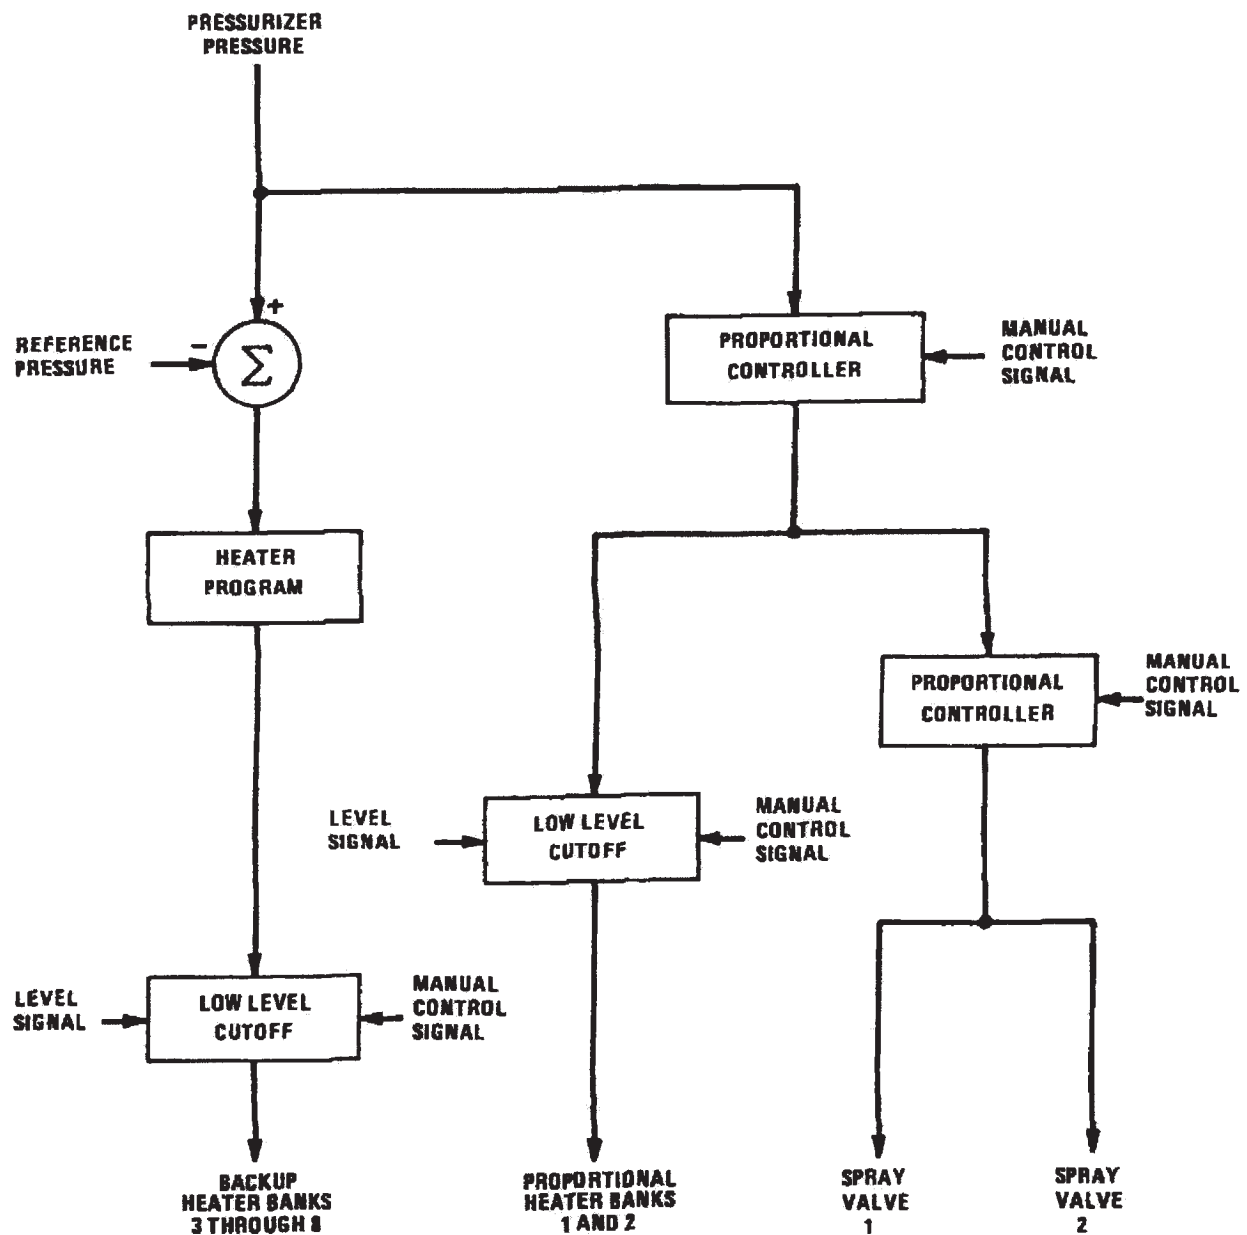 PRESSURIZER
PRESSURE
+
REFERENCE
PRESSURE
−
Σ
PROPORTIONAL
CONTROLLER
MANUAL
CONTROL
SIGNAL
HEATER
PROGRAM
PROPORTIONAL
CONTROLLER
MANUAL
CONTROL
SIGNAL
LEVEL
SIGNAL
LOW LEVEL
CUTOFF
MANUAL
CONTROL
SIGNAL
LEVEL
SIGNAL
LOW LEVEL
CUTOFF
MANUAL
CONTROL
SIGNAL
BACKUP
HEATER BANKS
3 THROUGH 8
PROPORTIONAL
HEATER BANKS
1 AND 2
SPRAY
VALVE
1
SPRAY
VALVE
2